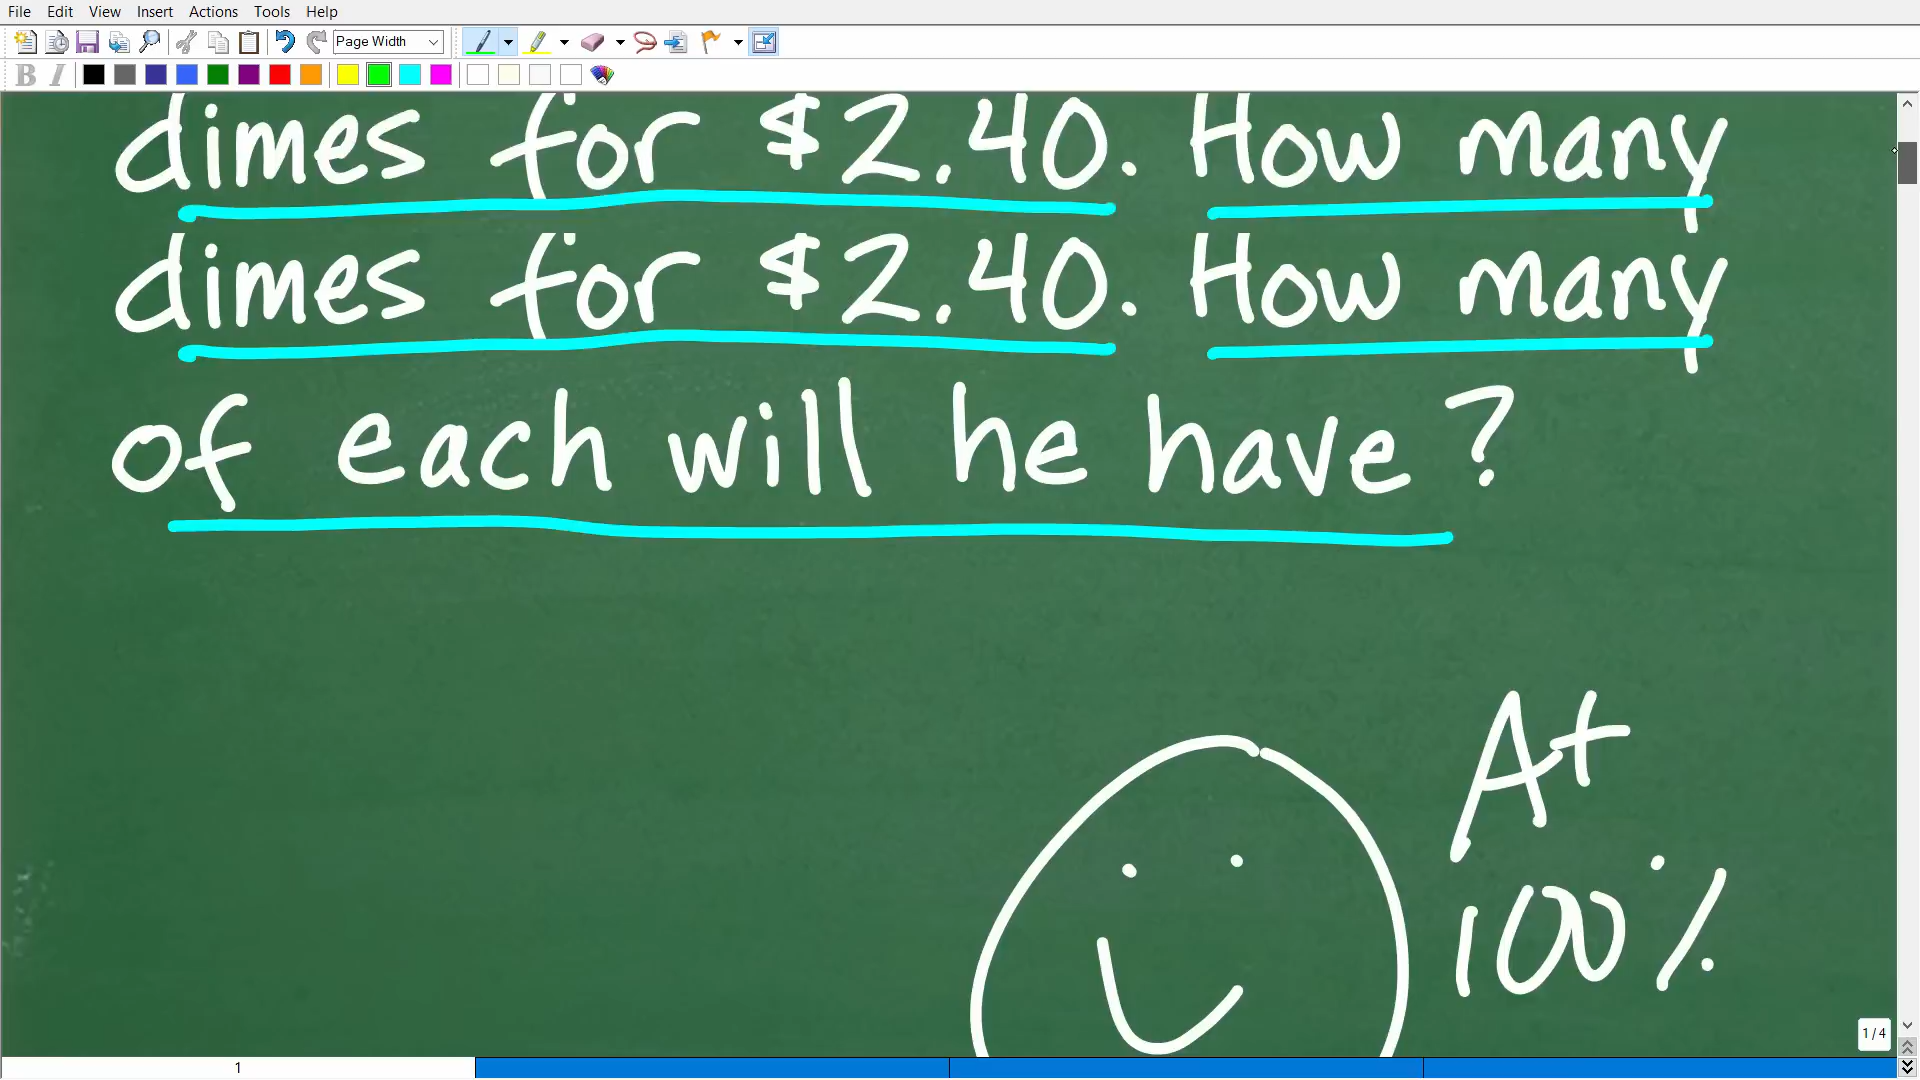 File Edit View Insert Actions Tools Help
Page Width
B I
dimes for $2.40. How many
dimes for $2.40. How many
of each will he have?
A+
100%
1 / 4
1